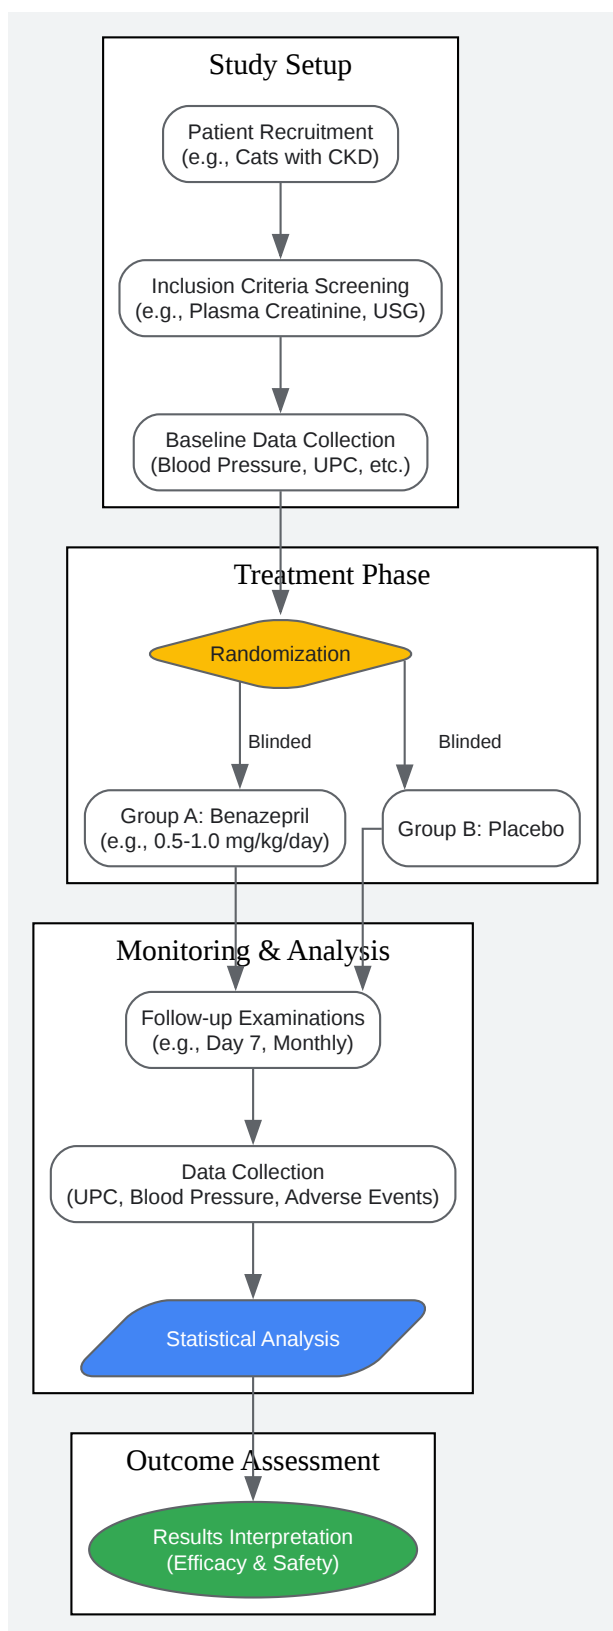 Study Setup
Patient Recruitment
(e.g., Cats with CKD)
Inclusion Criteria Screening
(e.g., Plasma Creatinine, USG)
Baseline Data Collection
(Blood Pressure, UPC, etc.)
Treatment Phase
Randomization
Blinded
Blinded
Group A: Benazepril
(e.g., 0.5-1.0 mg/kg/day)
Group B: Placebo
Monitoring & Analysis
Follow-up Examinations
(e.g., Day 7, Monthly)
Data Collection
(UPC, Blood Pressure, Adverse Events)
Statistical Analysis
Outcome Assessment
Results Interpretation
(Efficacy & Safety)